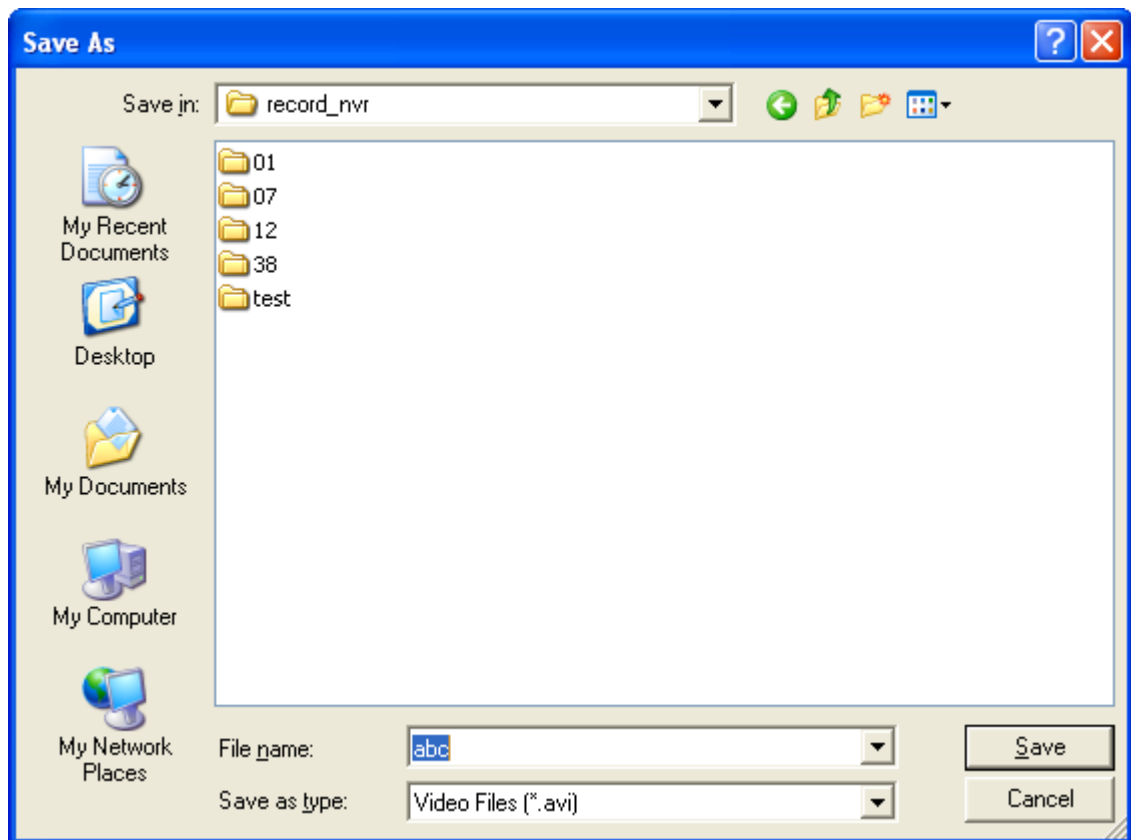 Save As
Save in:
record_nvr
01
07
12
38
test
My Recent
Documents
Desktop
My Documents
My Computer
My Network
Places
File name:
abc
Save
Save as type:
Video Files (*.avi)
Cancel